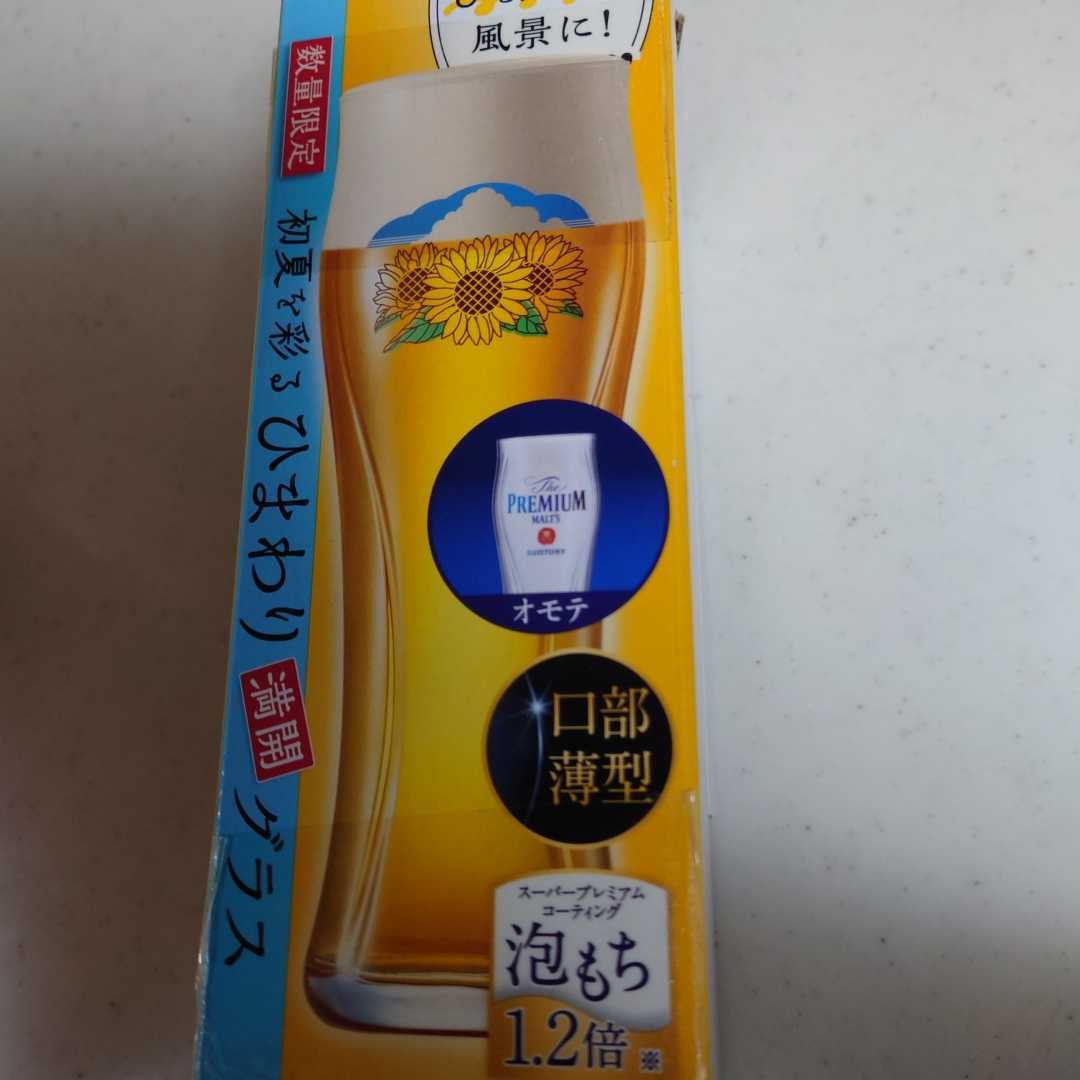 風景に!
数量限定
初夏を彩るひまわり満開グラス
The
PREMIUM
MALT'S
SUNTORY
オモテ
口部
薄型
スーパープレミアム
コーティング
泡もち
1.2倍※